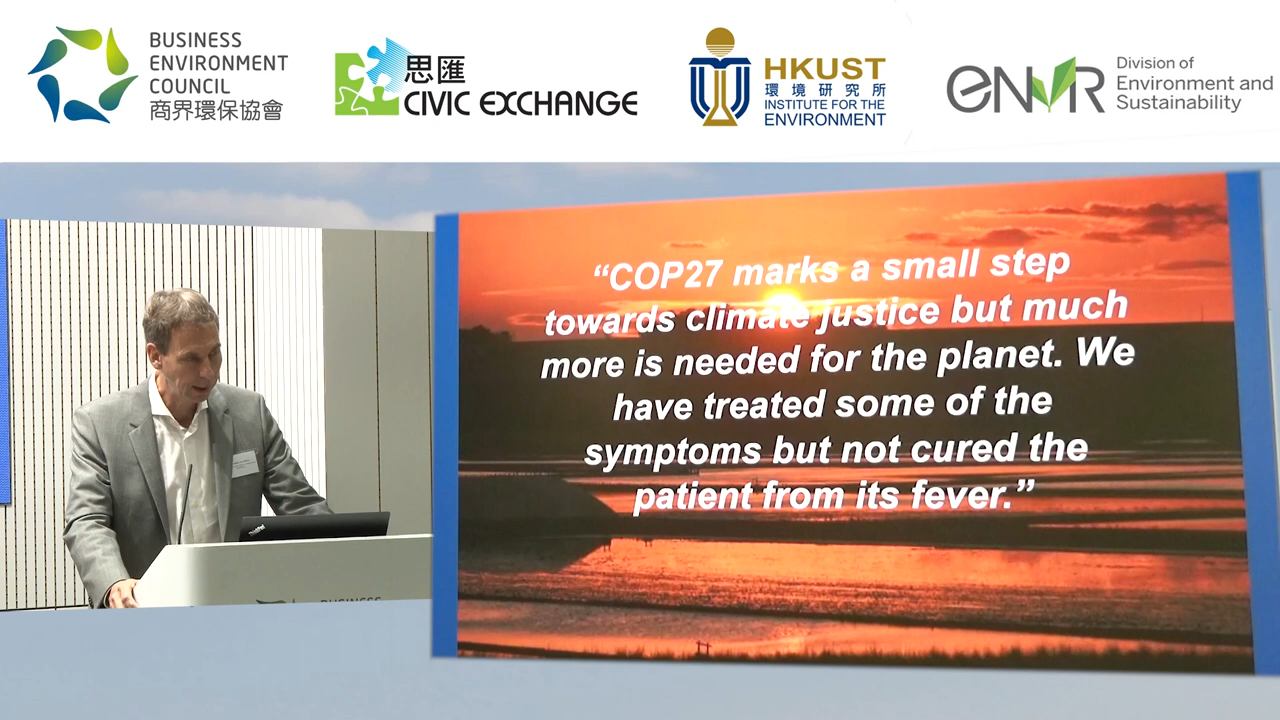 BUSINESS
ENVIRONMENT
COUNCIL
商界環保協會
思匯
CIVIC EXCHANGE
HKUST
環境研究所
INSTITUTE FOR THE
ENVIRONMENT
ENVR
Division of
Environment and
Sustainability
“COP27 marks a small step
towards climate justice but much
more is needed for the planet. We
have treated some of the
symptoms but not cured the
patient from its fever.”
ThinkPad
BUSINESS